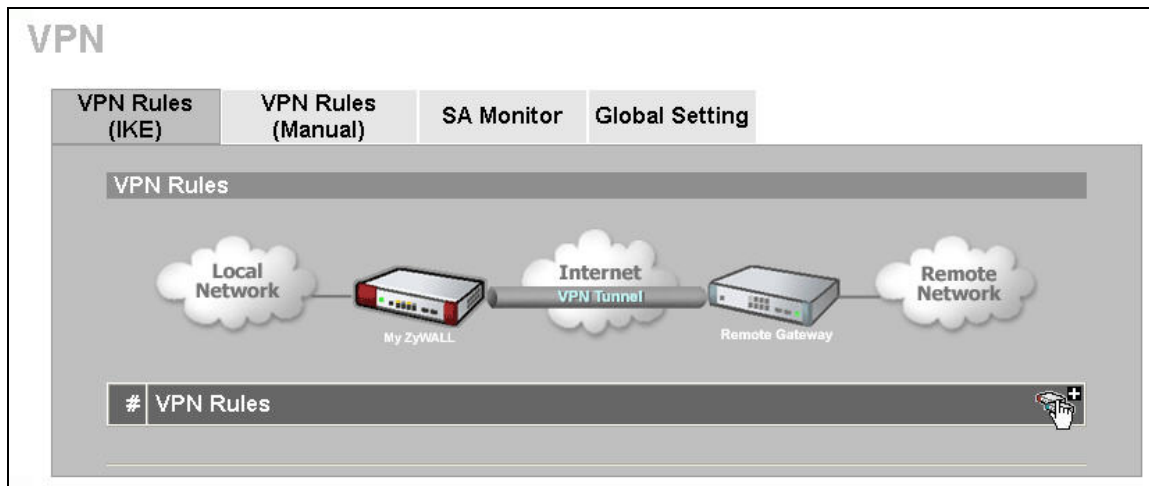 VPN
VPN Rules
(IKE)
VPN Rules
(Manual)
SA Monitor
Global Setting
VPN Rules
Local
Network
Internet
VPN Tunnel
Remote
Network
My ZyWALL
Remote Gateway
# VPN Rules